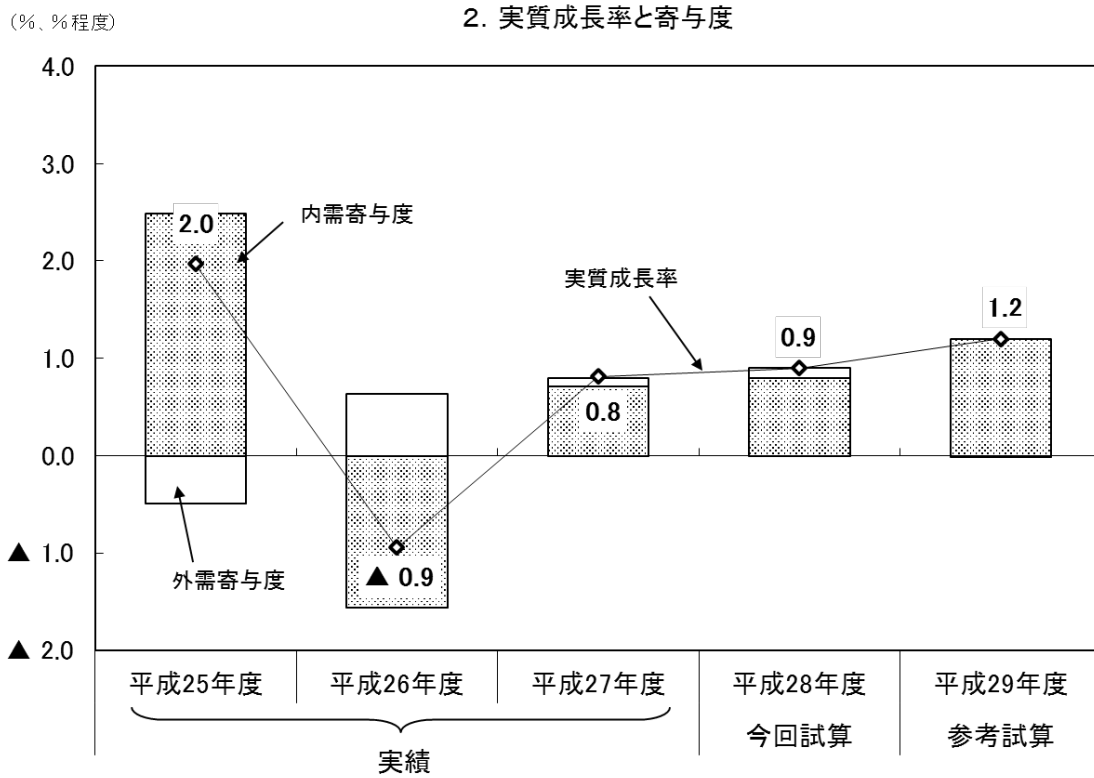 (%、%程度)
2．実質成長率と寄与度
4.0
3.0
2.0
1.0
0.0
▲ 1.0
▲ 2.0
内需寄与度
2.0
実質成長率
0.9
1.2
0.8
▲ 0.9
外需寄与度
平成25年度
平成26年度
平成27年度
平成28年度
平成29年度
実績
今回試算
参考試算